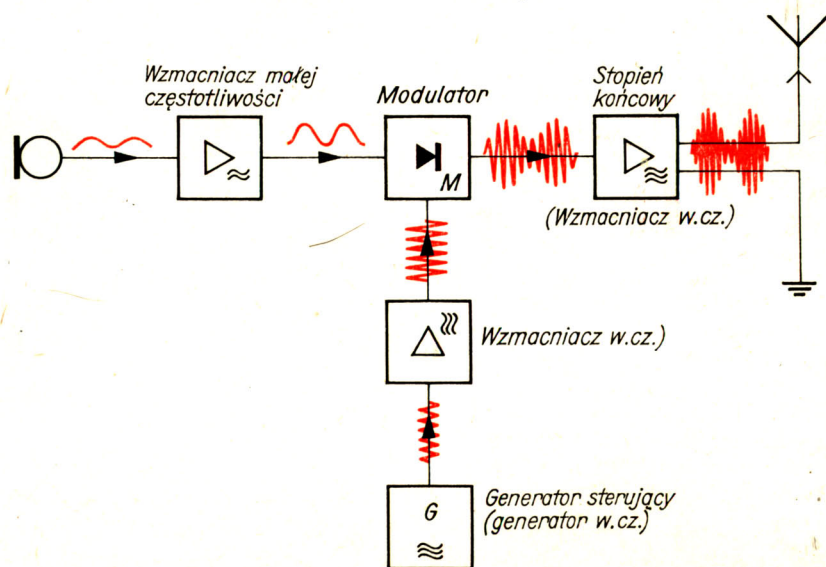 Wzmacniacz małej
częstotliwości
Modulator
Stopień
końcowy
M
(Wzmacniacz w.cz.)
Wzmacniacz w.cz.)
G
Generator sterujący
(generator w.cz.)